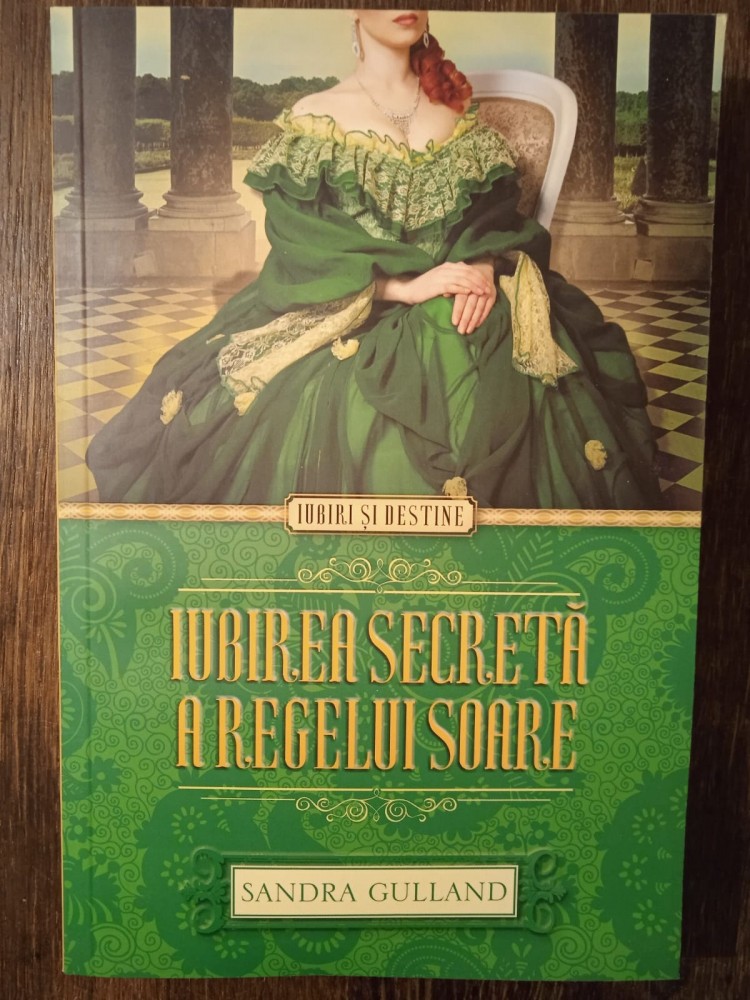 IUBIRI ȘI DESTINE
IUBIREA SECRETĂ
A REGELUI SOARE
SANDRA GULLAND